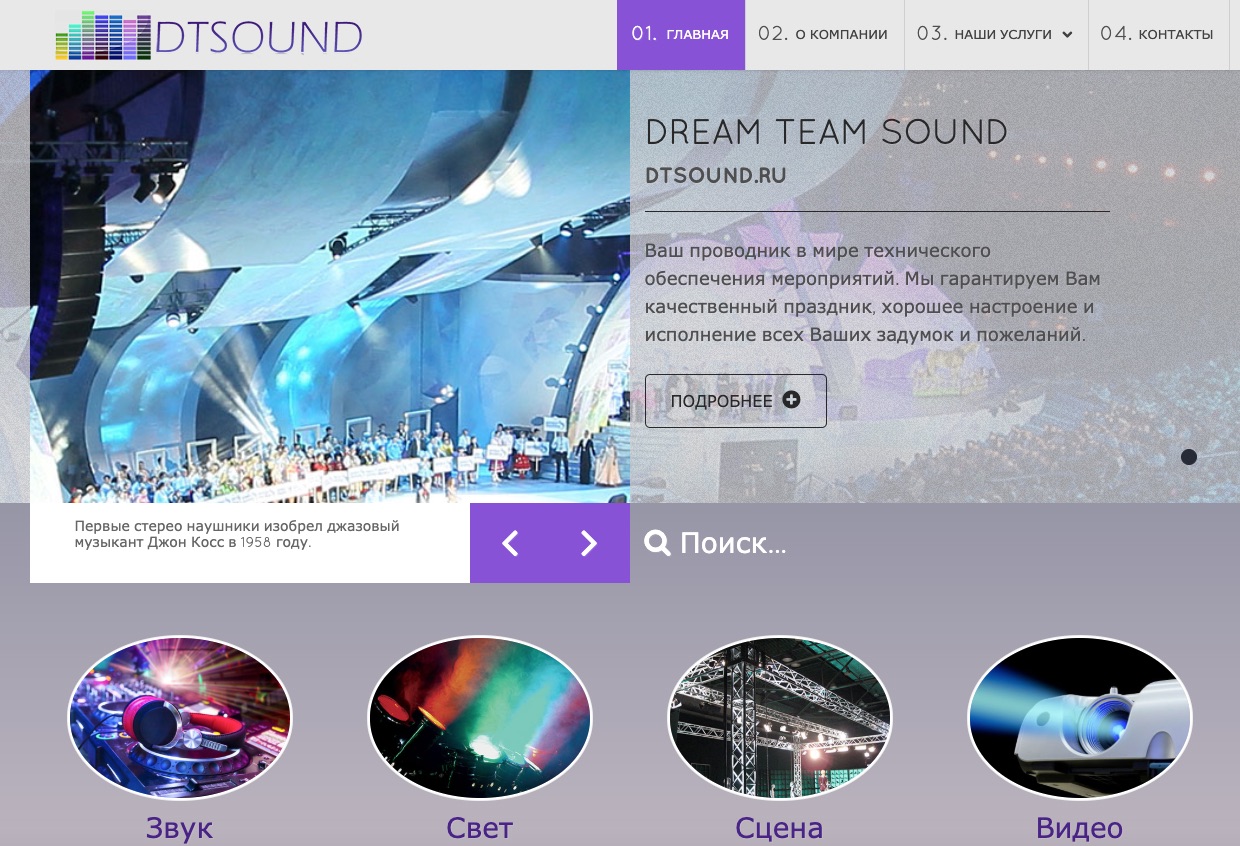 DTSOUND
01. ГЛАВНАЯ
02. О КОМПАНИИ
03. НАШИ УСЛУГИ
04. КОНТАКТЫ
DREAM TEAM SOUND
DTSOUND.RU
Ваш проводник в мире технического
обеспечения мероприятий. Мы гарантируем Вам
качественный праздник, хорошее настроение и
исполнение всех Ваших задумок и пожеланий.
ПОДРОБНЕЕ
Первые стерео наушники изобрел джазовый
музыкант Джон Косс в 1958 году.
Поиск...
Звук
Свет
Сцена
Видео